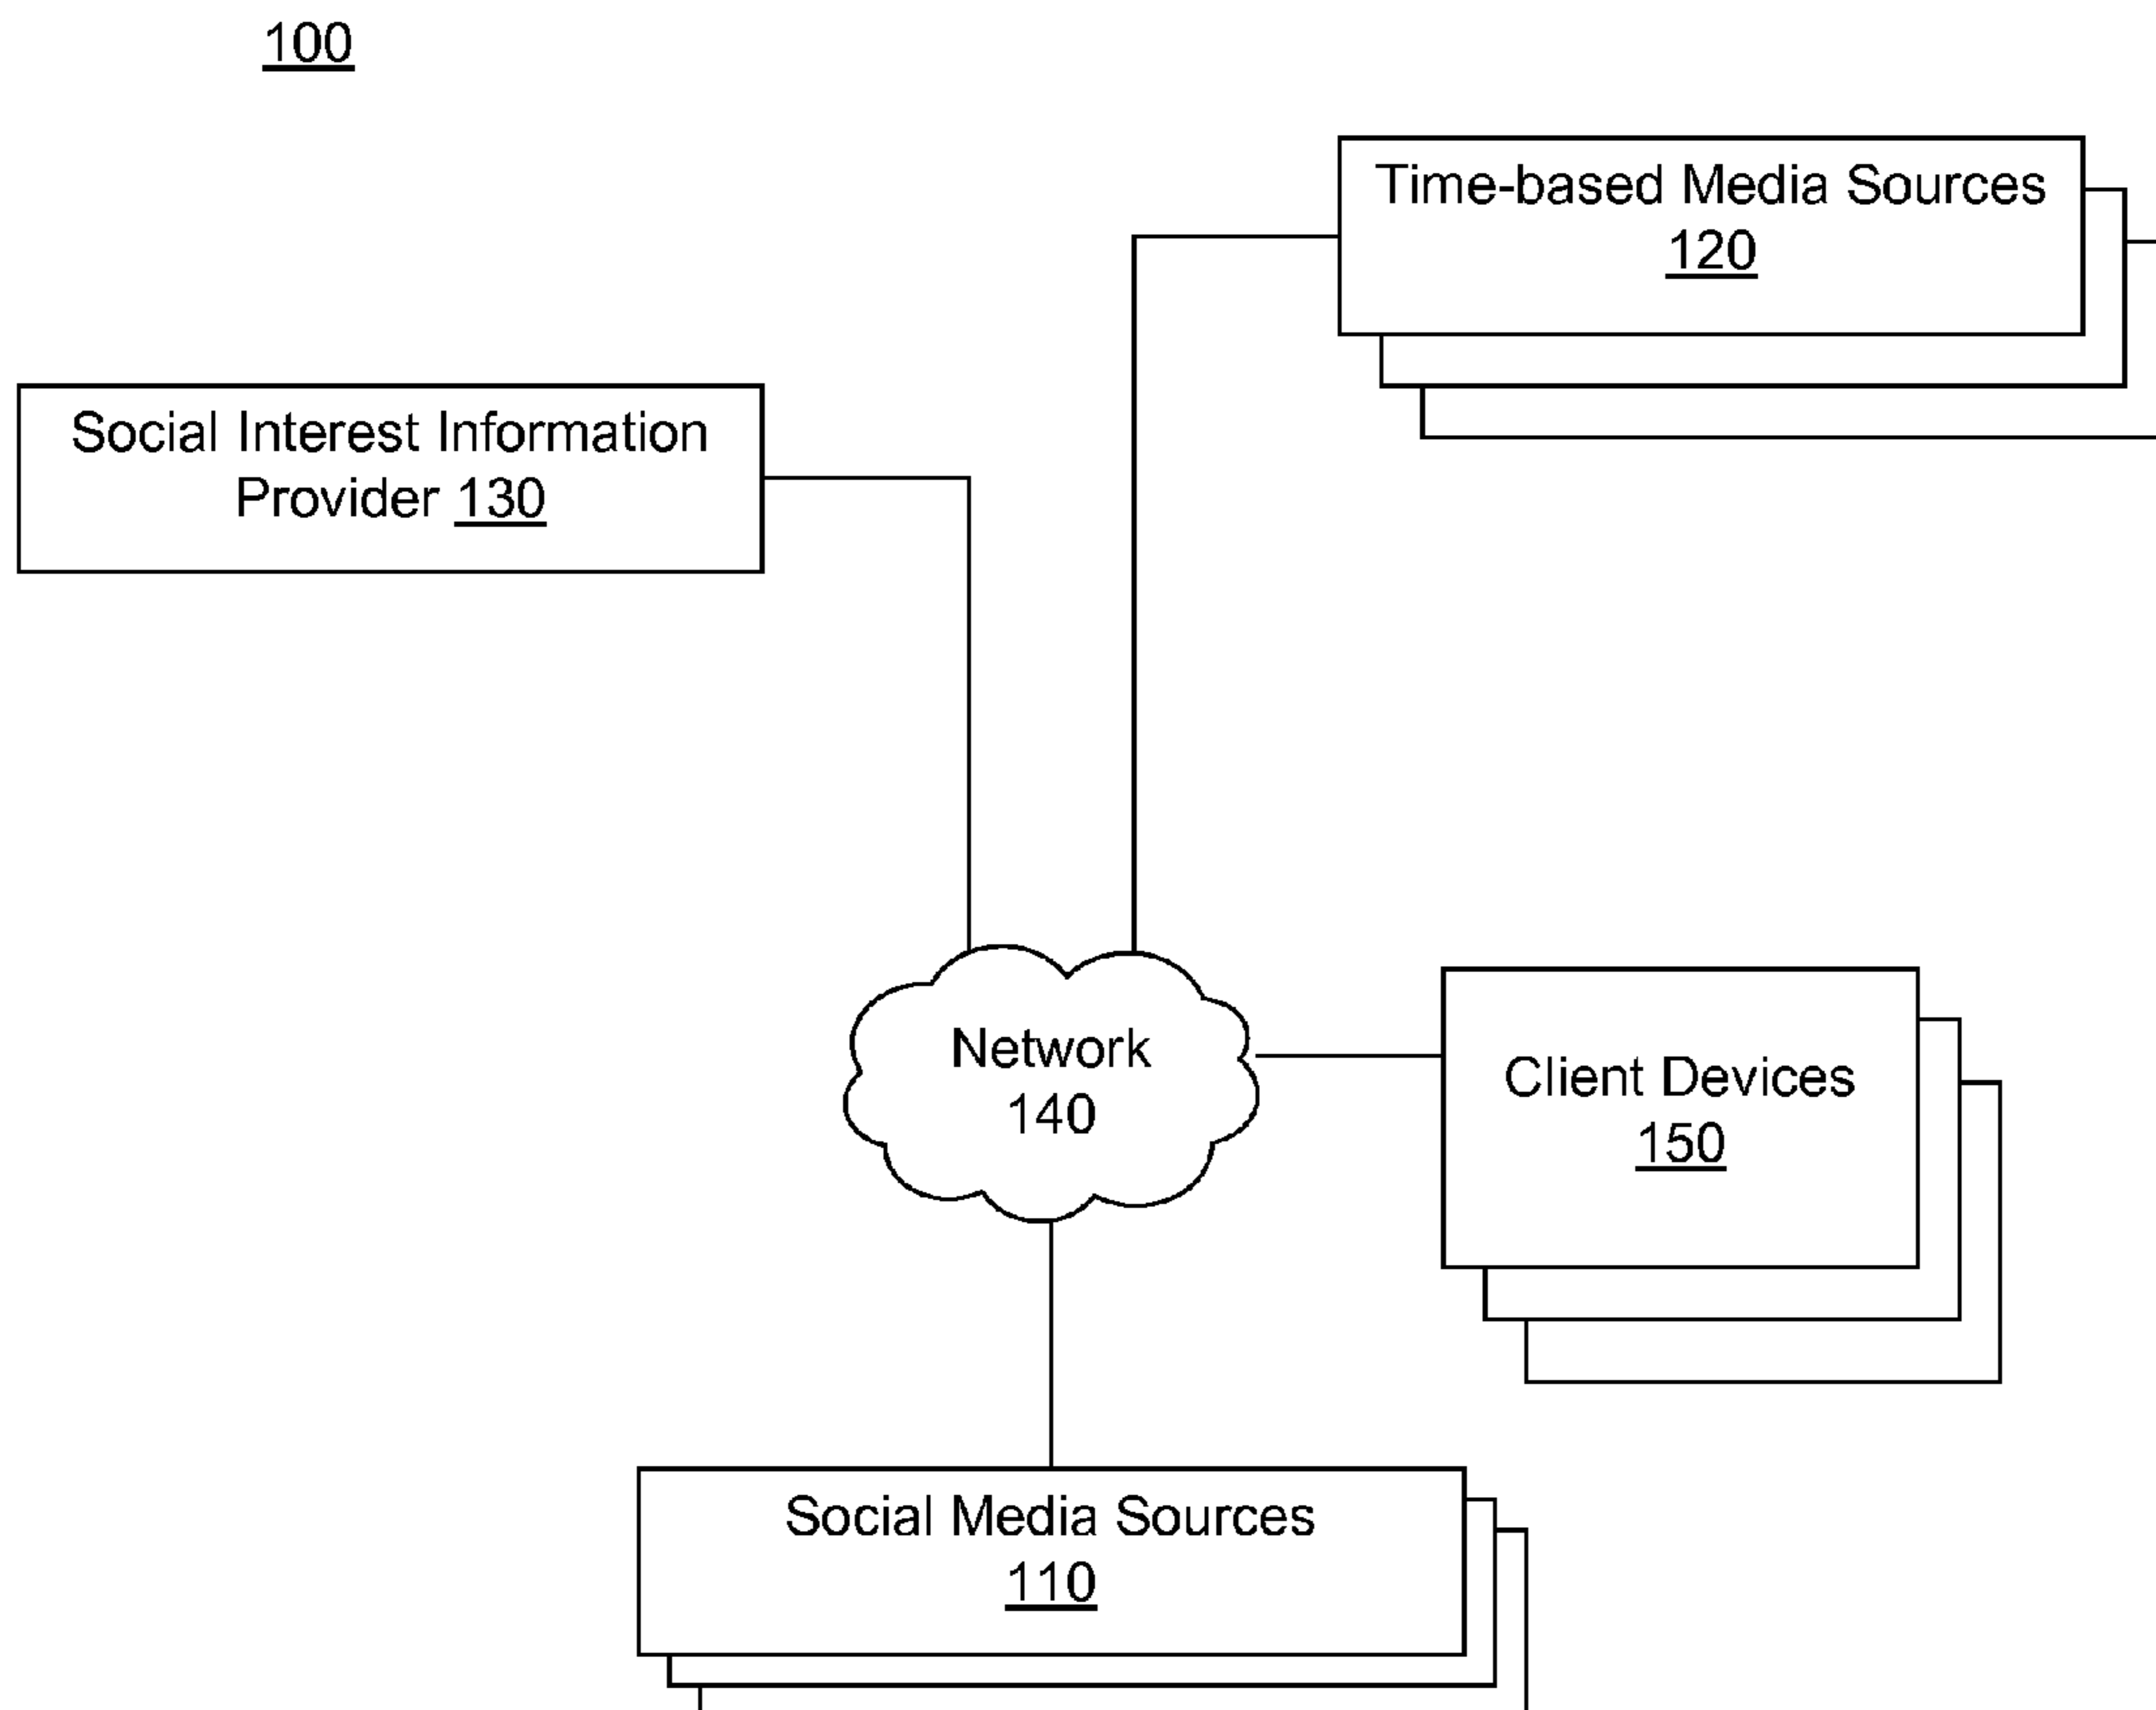 100
Time-based Media Sources
120
Social Interest Information
Provider 130
Network
140
Client Devices
150
Social Media Sources
110